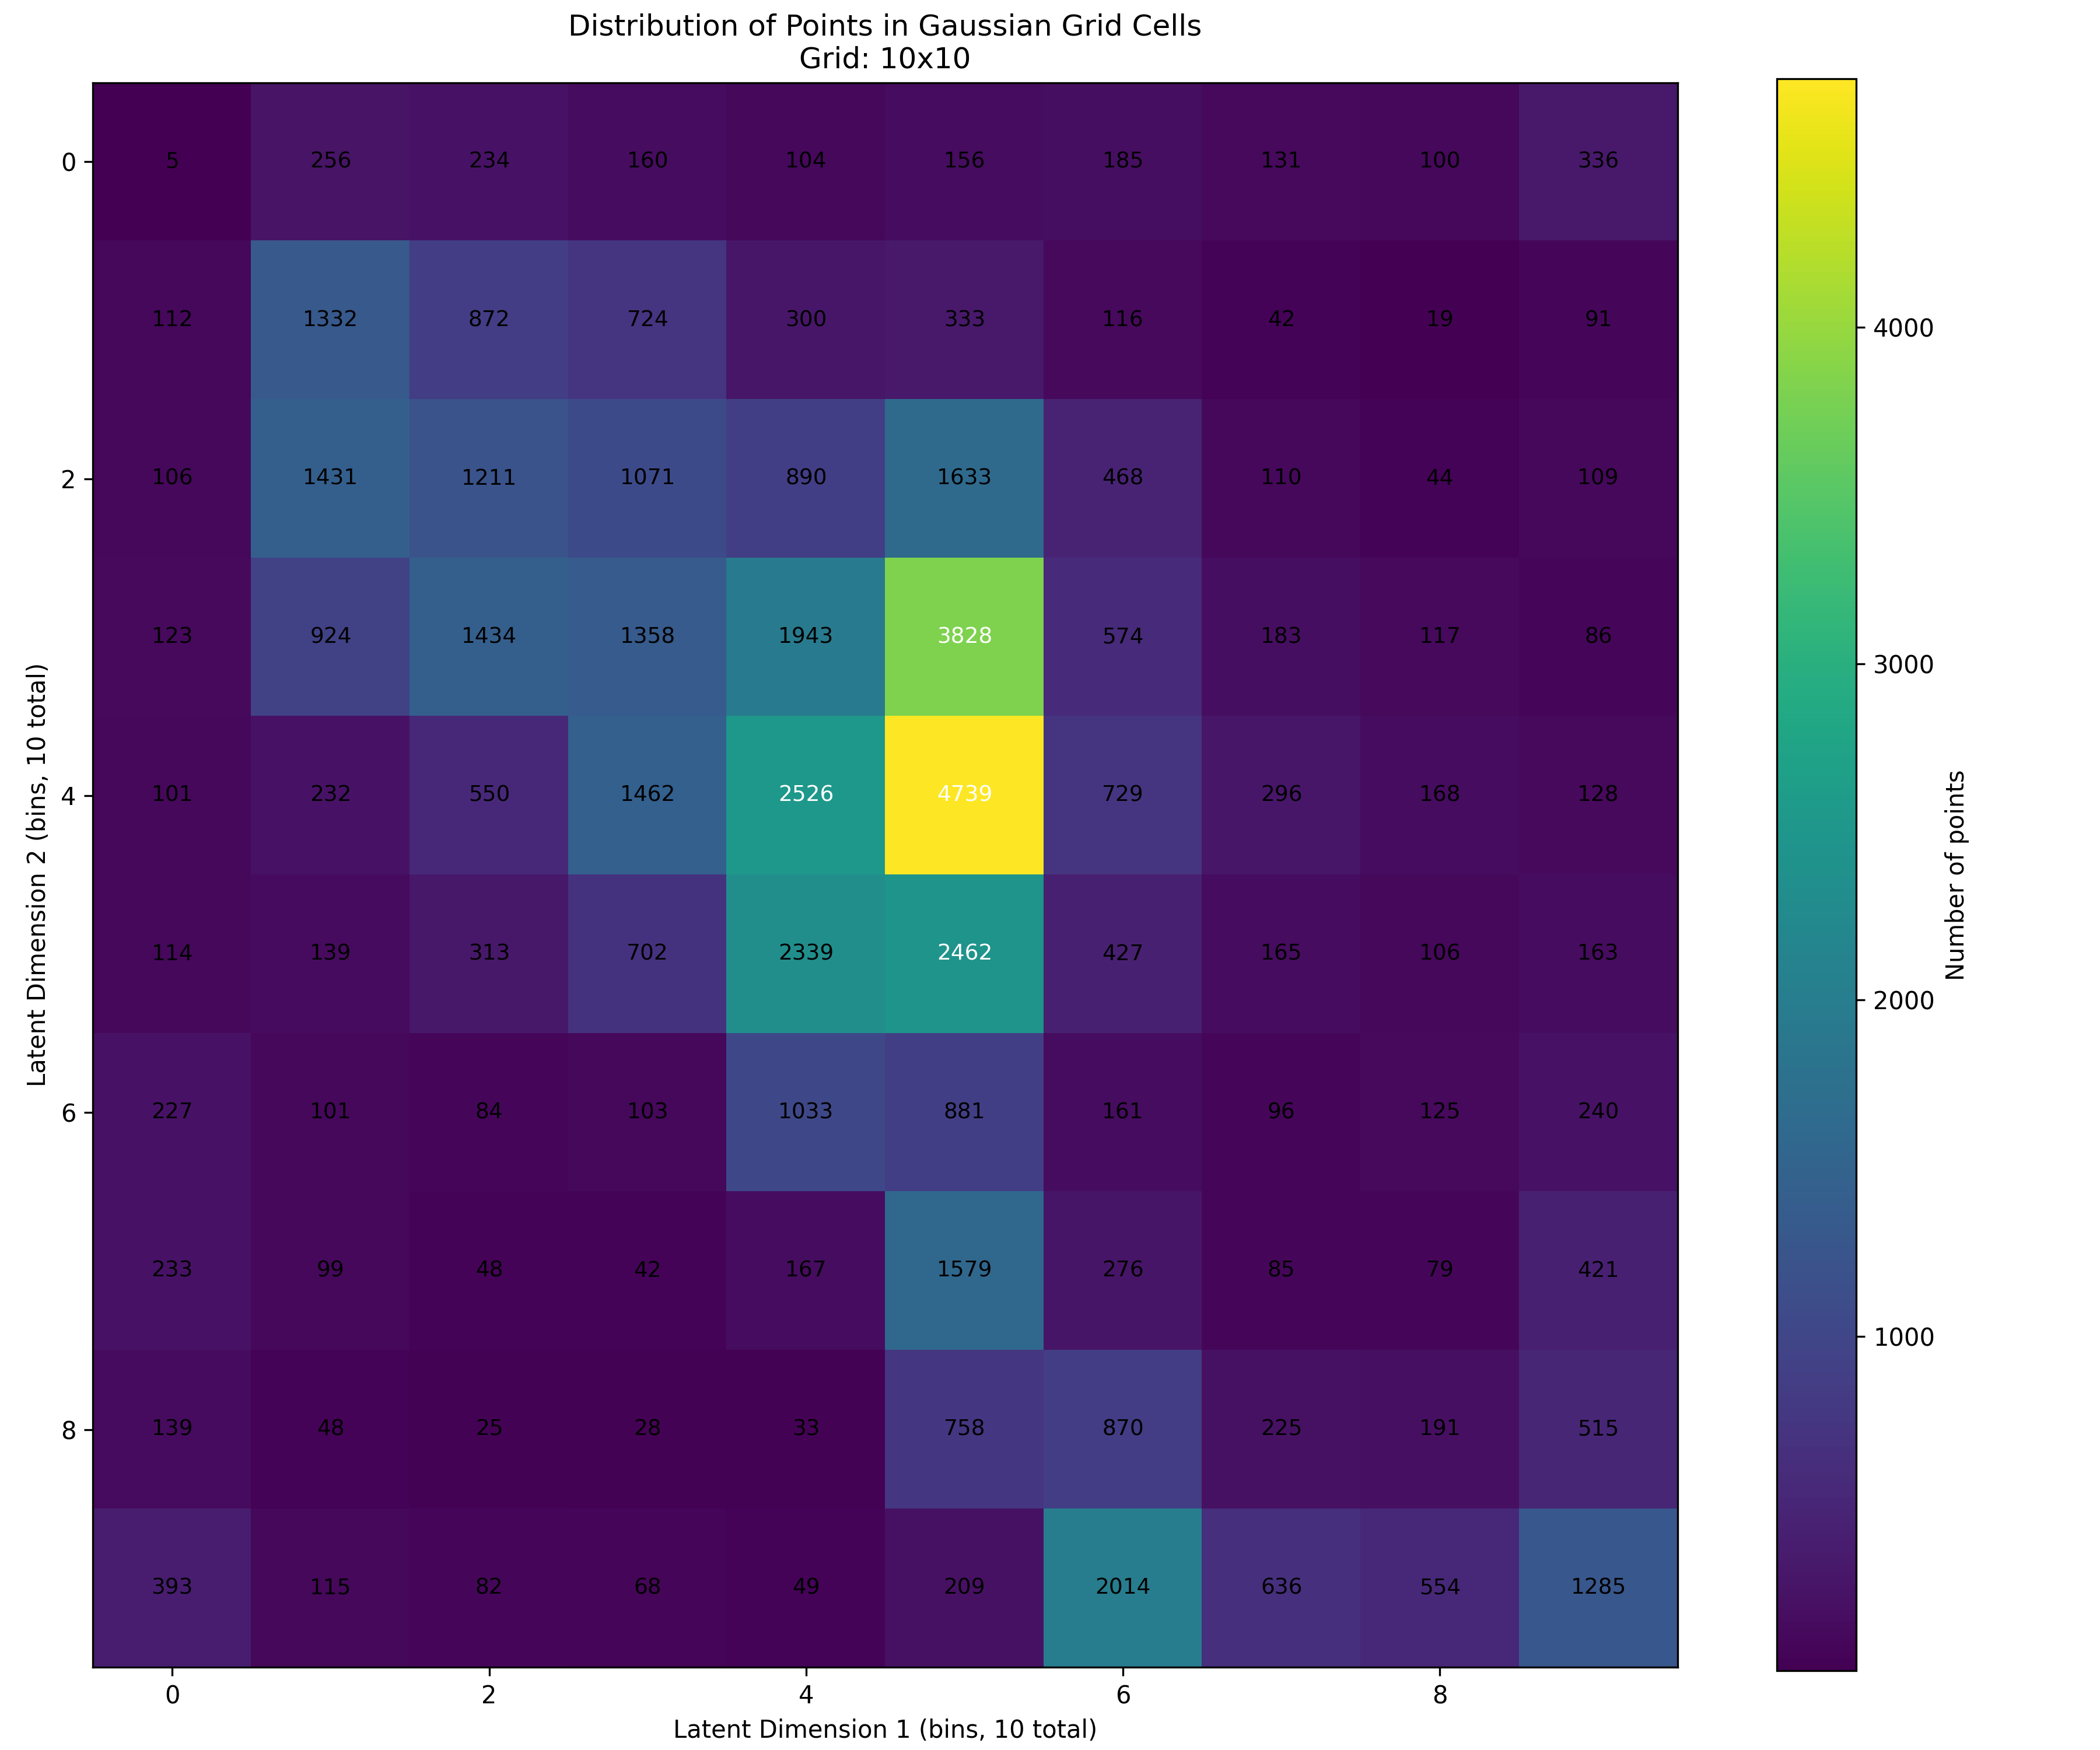 Distribution of Points in Gaussian Grid Cells
Grid: 10x10
0 5 256 234 160 104 156 185 131 100 336
112 1332 872 724 300 333 116 42 19 91
2 106 1431 1211 1071 890 1633 468 110 44 109
123 924 1434 1358 1943 3828 574 183 117 86
4 101 232 550 1462 2526 4739 729 296 168 128
114 139 313 702 2339 2462 427 165 106 163
6 227 101 84 103 1033 881 161 96 125 240
233 99 48 42 167 1579 276 85 79 421
8 139 48 25 28 33 758 870 225 191 515
393 115 82 68 49 209 2014 636 554 1285
0 2 4 6 8
Latent Dimension 1 (bins, 10 total)
Latent Dimension 2 (bins, 10 total)
4000
3000
2000
1000
Number of points